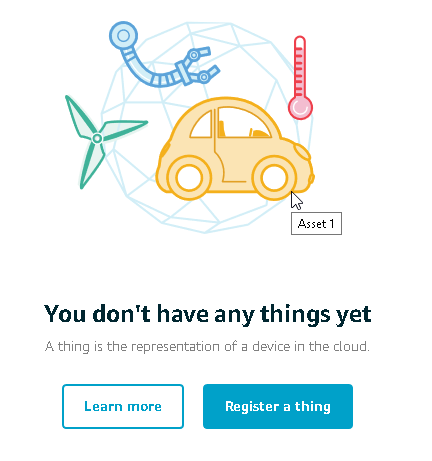 Asset 1
You don't have any things yet
A thing is the representation of a device in the cloud.
Learn more
Register a thing